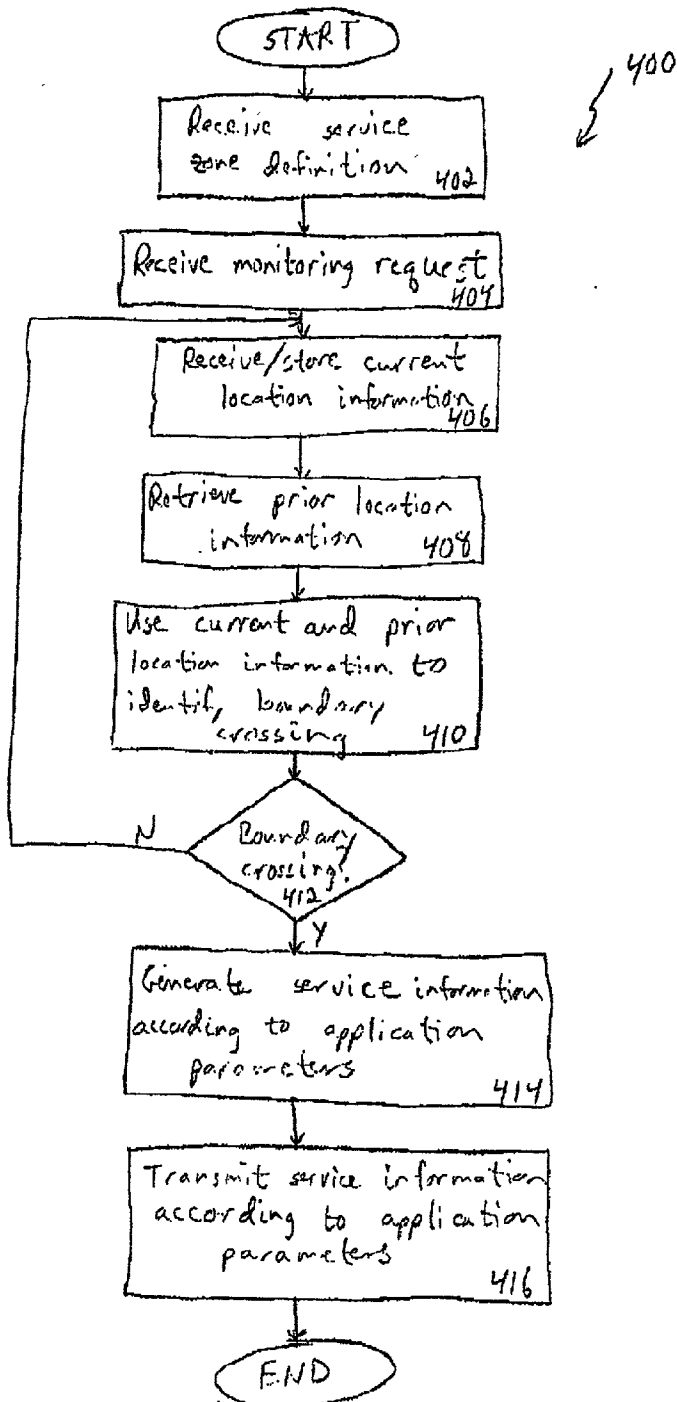 START
400
Receive service
zone definition
402
Receive monitoring request
404
Receive/store current
location information
406
Retrieve prior location
information 408
Use current and prior
location information to
identify boundary
crossing 410
N
Boundary
crossing?
412
Y
Generate service information
according to application
parameters
414
Transmit service information
according to application
parameters
416
END